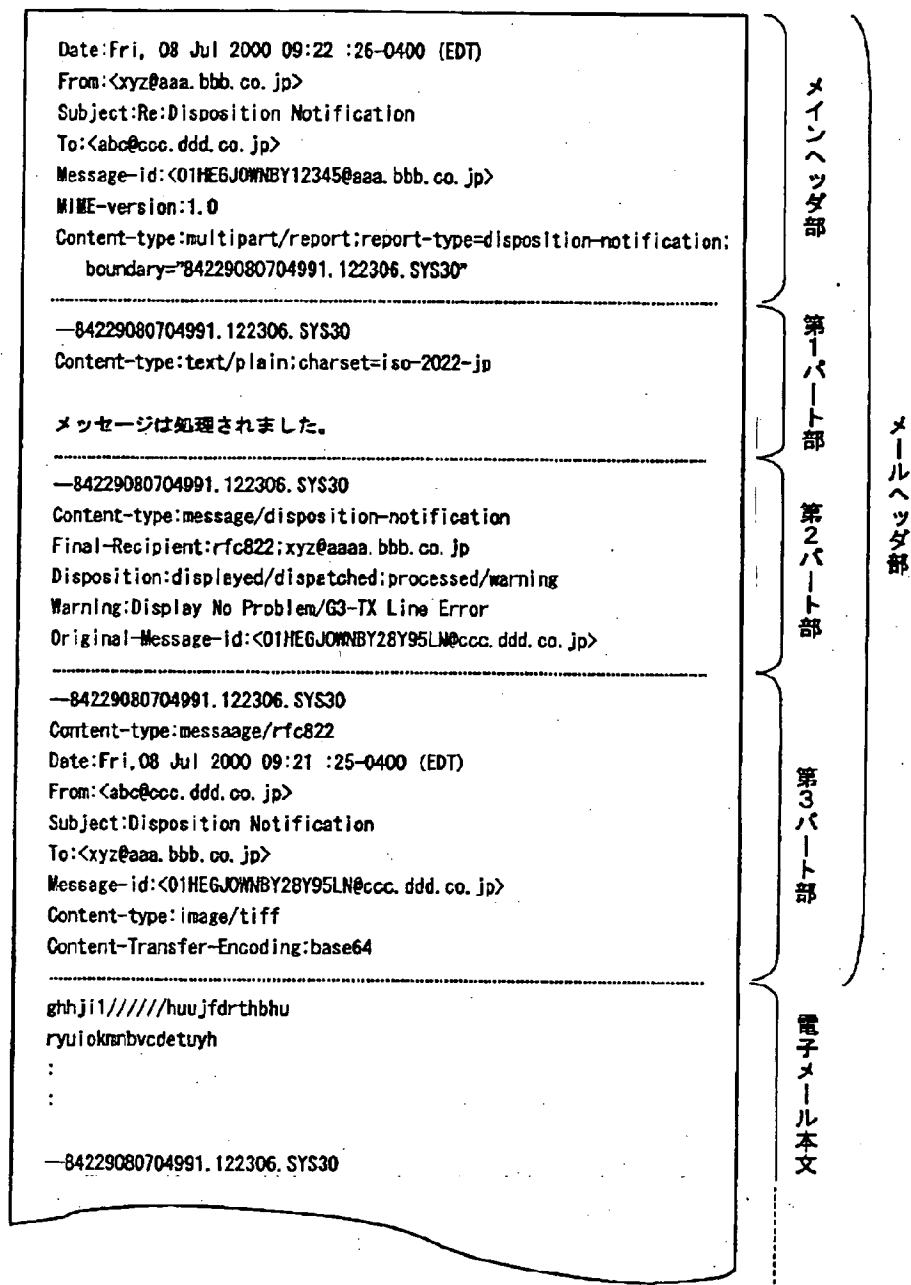 Date:Fri, 08 Jul 2000 09:22 :26-0400 (EDT)
From:<xyz@aaa.bbb.co.jp>
Subject:Re:Disposition Notification
To:<abc@ccc.ddd.co.jp>
Message-id:<01HEGJOWNBY12345@aaa.bbb.co.jp>
MIME-version:1.0
Content-type:multipart/report;report-type=disposition-notification;
boundary="84229080704991.122306.SYS30"
メインヘッダ部
—84229080704991.122306.SYS30
Content-type:text/plain;charset=iso-2022-jp
メッセージは処理されました。
第1パート部
—84229080704991.122306.SYS30
Content-type:message/disposition-notification
Final-Recipient:rfc822;xyz@aaaa.bbb.co.jp
Disposition:displayed/dispatched;processed/warning
Warning:Display No Problem/G3-TX Line Error
Original-Message-id:<01HEGJOWNBY28Y95LN@ccc.ddd.co.jp>
第2パート部
—84229080704991.122306.SYS30
Content-type:messaage/rfc822
Date:Fri,08 Jul 2000 09:21 :25-0400 (EDT)
From:<abc@ccc.ddd.co.jp>
Subject:Disposition Notification
To:<xyz@aaa.bbb.co.jp>
Message-id:<01HEGJOWNBY28Y95LN@ccc.ddd.co.jp>
Content-type:image/tiff
Content-Transfer-Encoding:base64
第3パート部
メールヘッダ部
ghhji1//////huujfdrthbhu
ryuiokmnbvcdetuyh
:
:
—84229080704991.122306.SYS30
電子メール本文